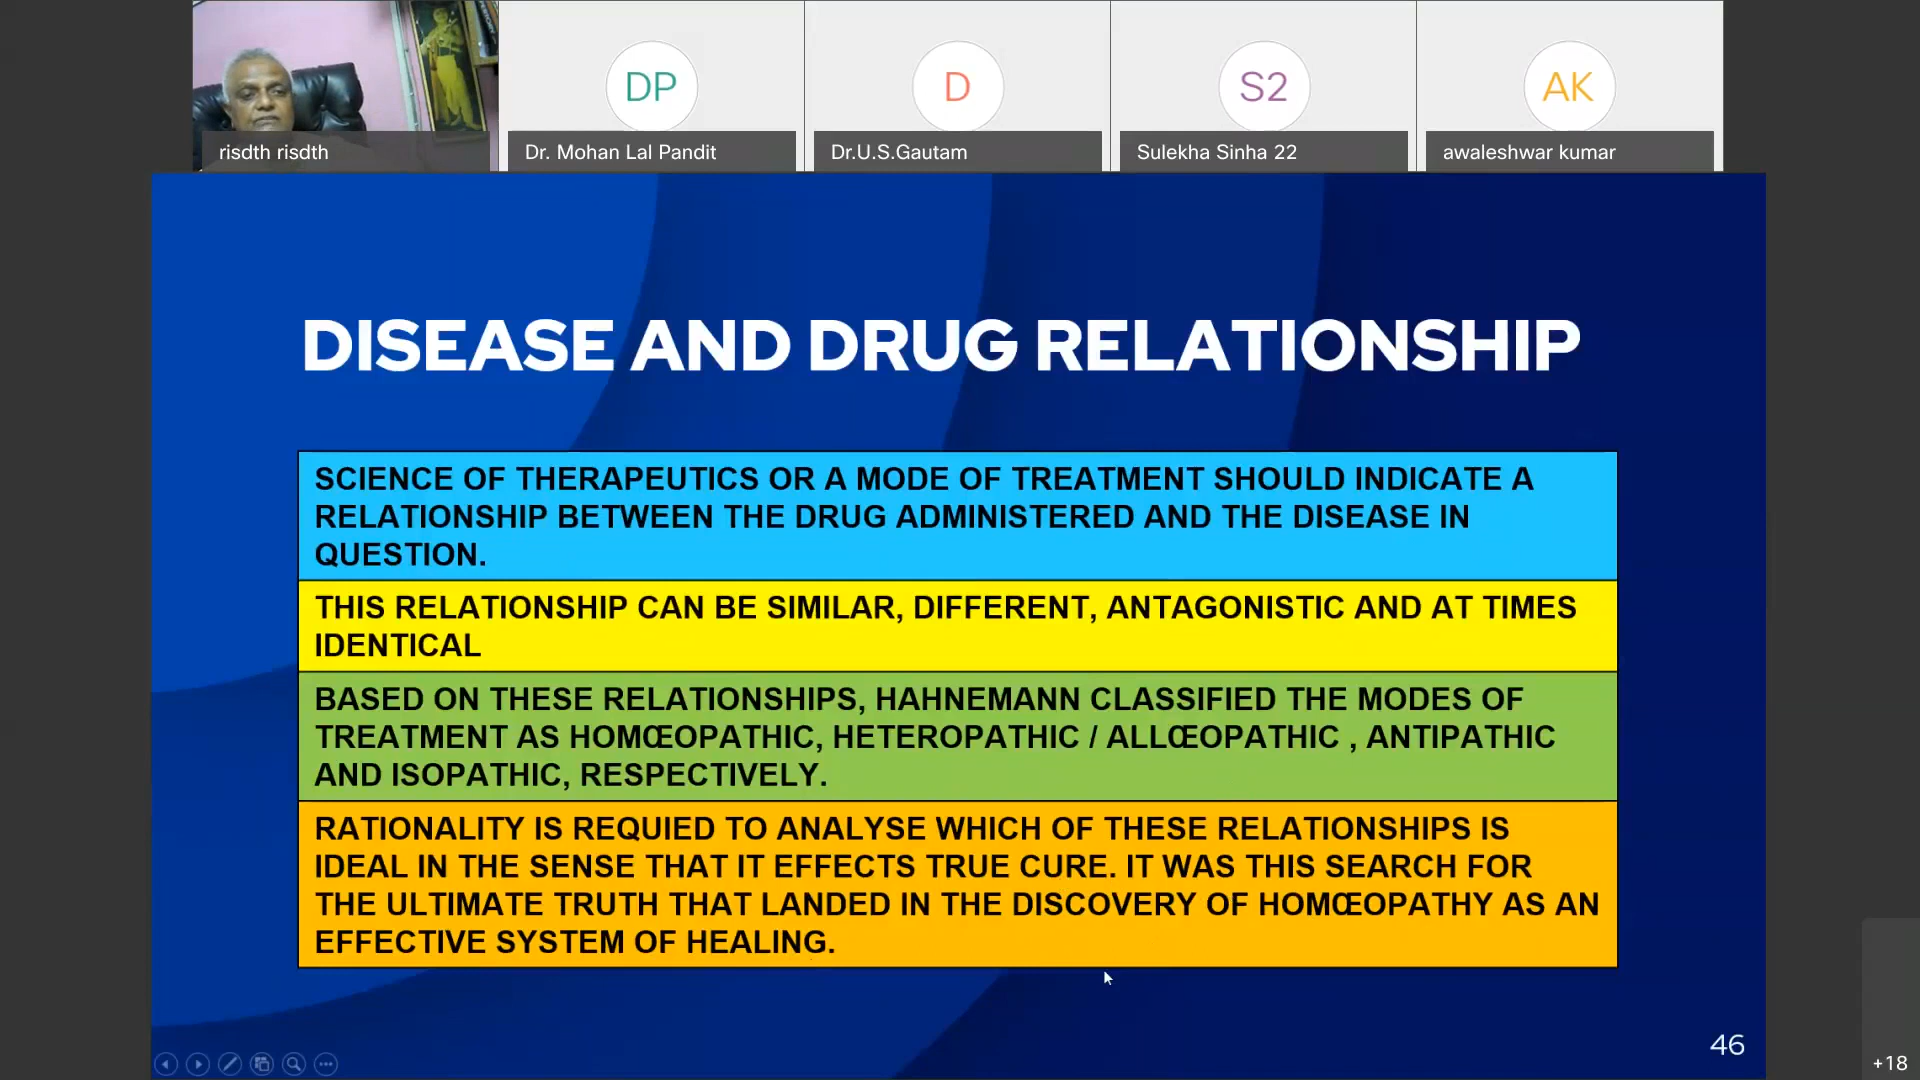 DP
D
S2
AK
risdth risdth
Dr. Mohan Lal Pandit
Dr.U.S.Gautam
Sulekha Sinha 22
awaleshwar kumar
DISEASE AND DRUG RELATIONSHIP
SCIENCE OF THERAPEUTICS OR A MODE OF TREATMENT SHOULD INDICATE A
RELATIONSHIP BETWEEN THE DRUG ADMINISTERED AND THE DISEASE IN
QUESTION.
THIS RELATIONSHIP CAN BE SIMILAR, DIFFERENT, ANTAGONISTIC AND AT TIMES
IDENTICAL
BASED ON THESE RELATIONSHIPS, HAHNEMANN CLASSIFIED THE MODES OF
TREATMENT AS HOMŒOPATHIC, HETEROPATHIC / ALLŒOPATHIC , ANTIPATHIC
AND ISOPATHIC, RESPECTIVELY.
RATIONALITY IS REQUIED TO ANALYSE WHICH OF THESE RELATIONSHIPS IS
IDEAL IN THE SENSE THAT IT EFFECTS TRUE CURE. IT WAS THIS SEARCH FOR
THE ULTIMATE TRUTH THAT LANDED IN THE DISCOVERY OF HOMŒOPATHY AS AN
EFFECTIVE SYSTEM OF HEALING.
46
+18